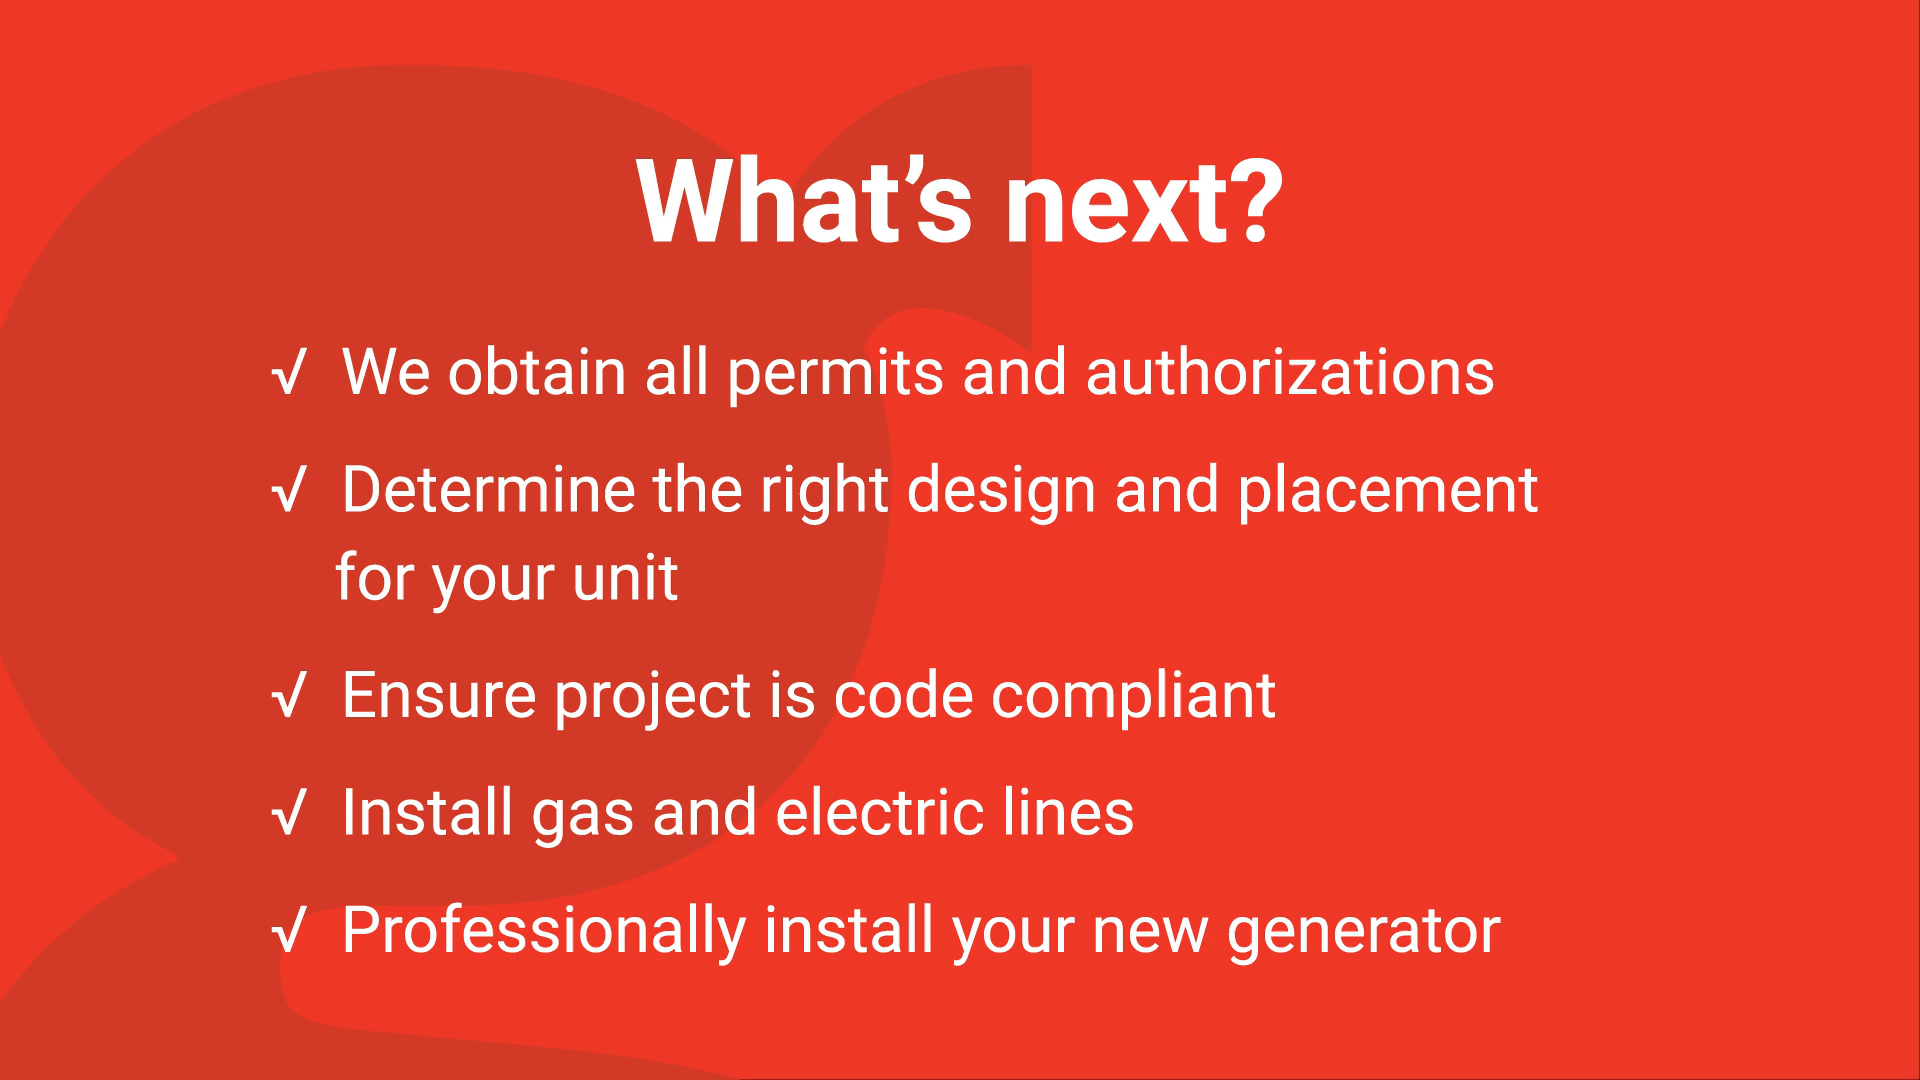 What’s next?
√ We obtain all permits and authorizations
√ Determine the right design and placement
for your unit
√ Ensure project is code compliant
√ Install gas and electric lines
√ Professionally install your new generator